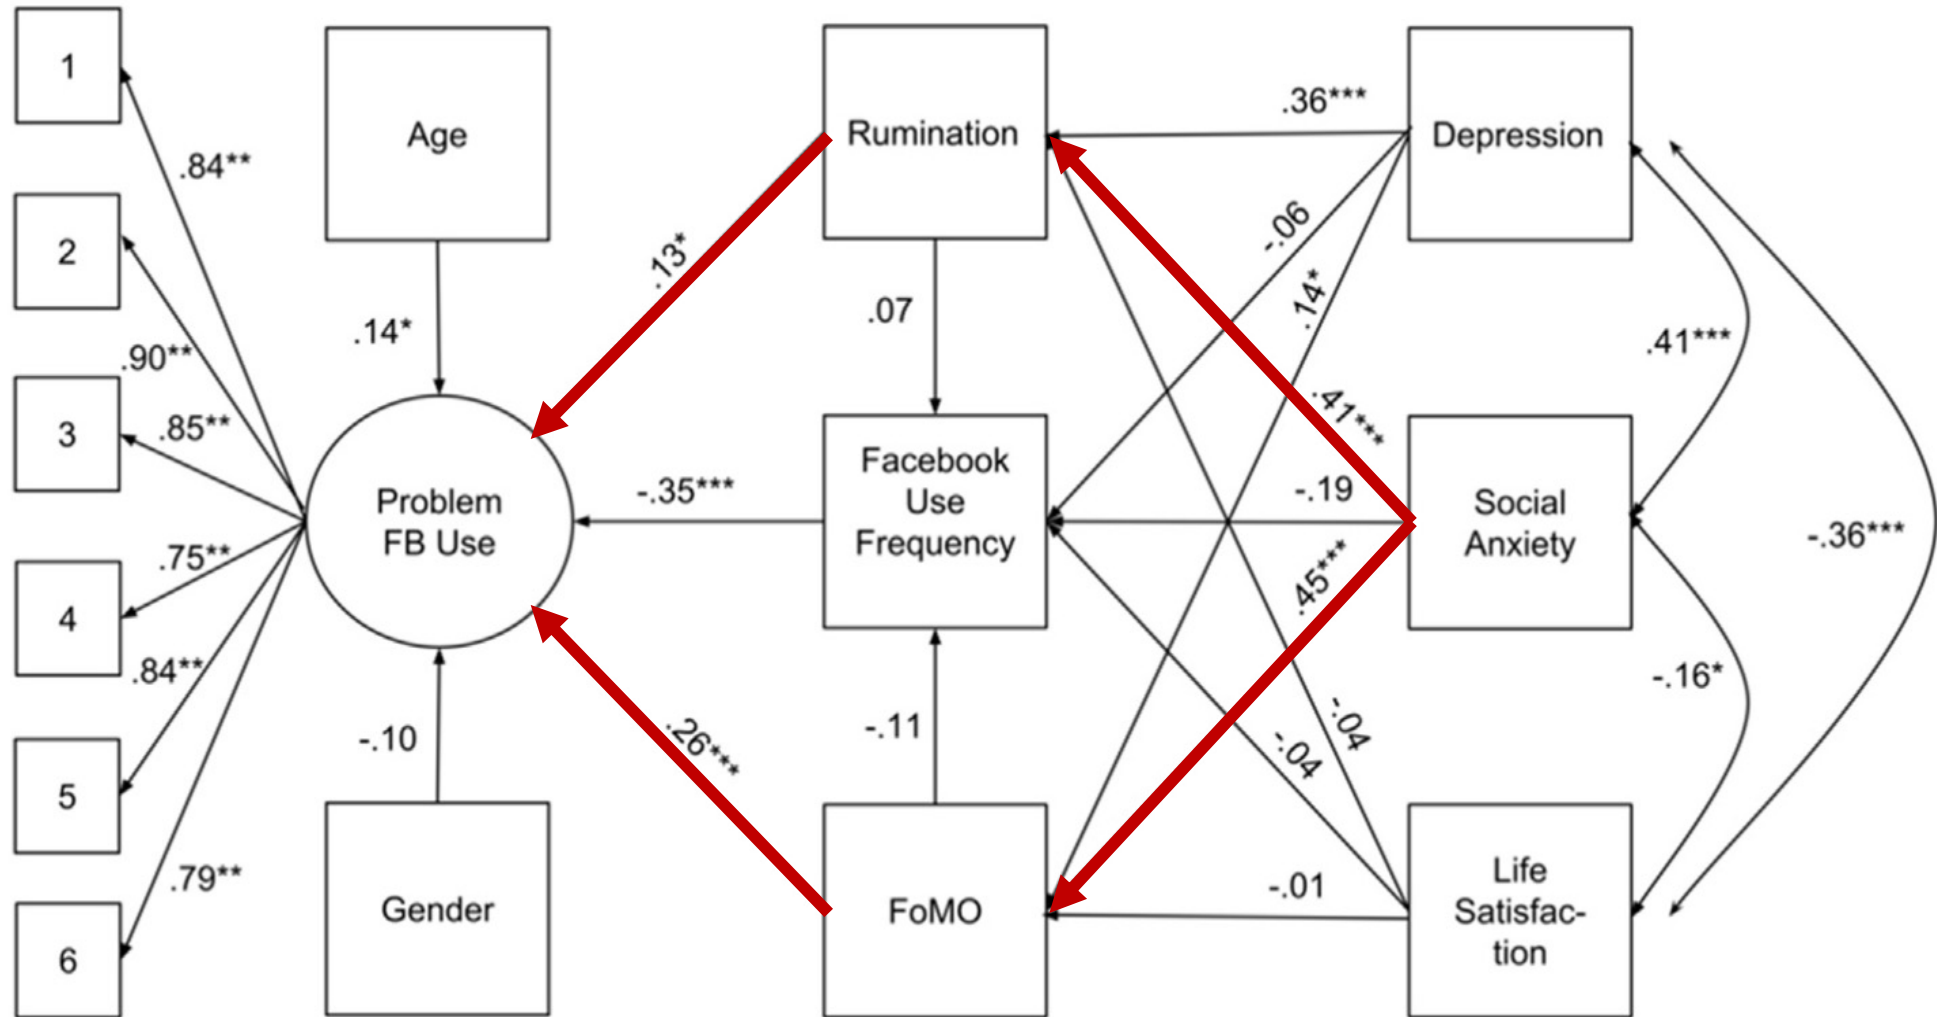 1
2
3
4
5
6
.84**
.90**
.85**
.75**
.84**
.79**
Age
.14*
Problem
FB Use
-.10
Gender
.13*
-.35***
.26***
Rumination
.07
Facebook
Use
Frequency
-.11
FoMO
.36***
-.06
.14*
.41***
-.19
.45***
-.04
-.04
-.01
Depression
Social
Anxiety
Life
Satisfac-
tion
.41***
-.16*
-.36***